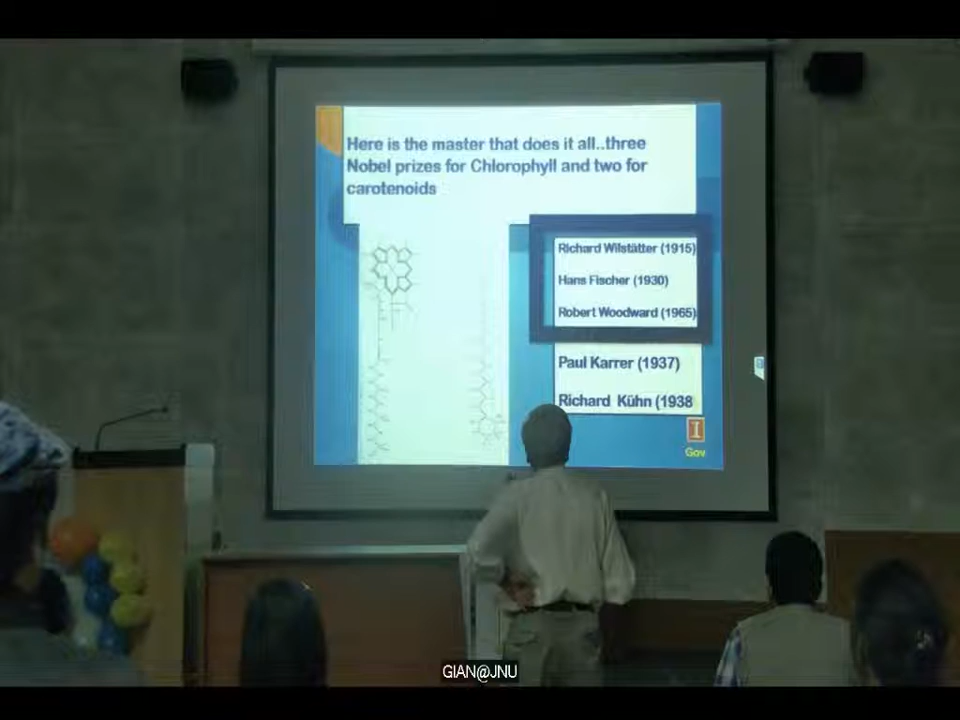 Here is the master that does it all..three
Nobel prizes for Chlorophyll and two for
carotenoids
Richard Wilstätter (1915)
Hans Fischer (1930)
Robert Woodward (1965)
Paul Karrer (1937)
Richard Kühn (1938
I
Gov
GIAN@JNU